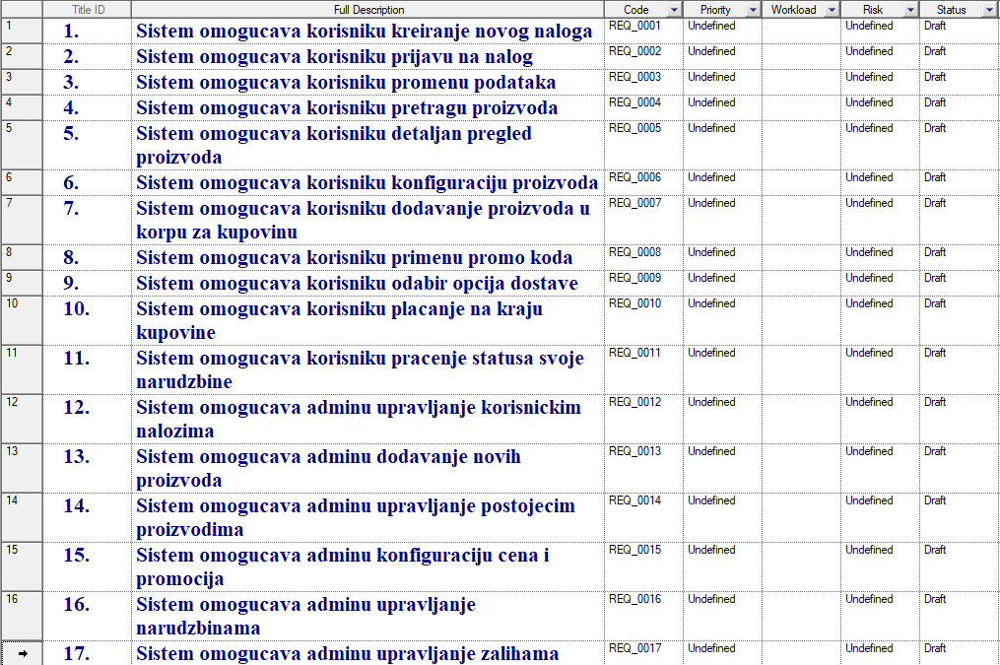 Title ID Full Description Code Priority Workload Risk Status
1 1. Sistem omogucava korisniku kreiranje novog naloga REQ_0001 Undefined Undefined Draft
2 2. Sistem omogucava korisniku prijavu na nalog REQ_0002 Undefined Undefined Draft
3 3. Sistem omogucava korisniku promenu podataka REQ_0003 Undefined Undefined Draft
4 4. Sistem omogucava korisniku pretragu proizvoda REQ_0004 Undefined Undefined Draft
5 5. Sistem omogucava korisniku detaljan pregled REQ_0005 Undefined Undefined Draft
proizvoda
6 6. Sistem omogucava korisniku konfiguraciju proizvoda REQ_0006 Undefined Undefined Draft
7 7. Sistem omogucava korisniku dodavanje proizvoda u REQ_0007 Undefined Undefined Draft
korpu za kupovinu
8 8. Sistem omogucava korisniku primenu promo koda REQ_0008 Undefined Undefined Draft
9 9. Sistem omogucava korisniku odabir opcija dostave REQ_0009 Undefined Undefined Draft
10 10. Sistem omogucava korisniku placanje na kraju REQ_0010 Undefined Undefined Draft
kupovine
11 11. Sistem omogucava korisniku pracenje statusa svoje REQ_0011 Undefined Undefined Draft
narudzbine
12 12. Sistem omogucava adminu upravljanje korisnickim REQ_0012 Undefined Undefined Draft
nalozima
13 13. Sistem omogucava adminu dodavanje novih REQ_0013 Undefined Undefined Draft
proizvoda
14 14. Sistem omogucava adminu upravljanje postojecim REQ_0014 Undefined Undefined Draft
proizvodima
15 15. Sistem omogucava adminu konfiguraciju cena i REQ_0015 Undefined Undefined Draft
promocija
16 16. Sistem omogucava adminu upravljanje REQ_0016 Undefined Undefined Draft
narudzbinama
17. Sistem omogucava adminu upravljanje zalihama REQ_0017 Undefined Undefined Draft